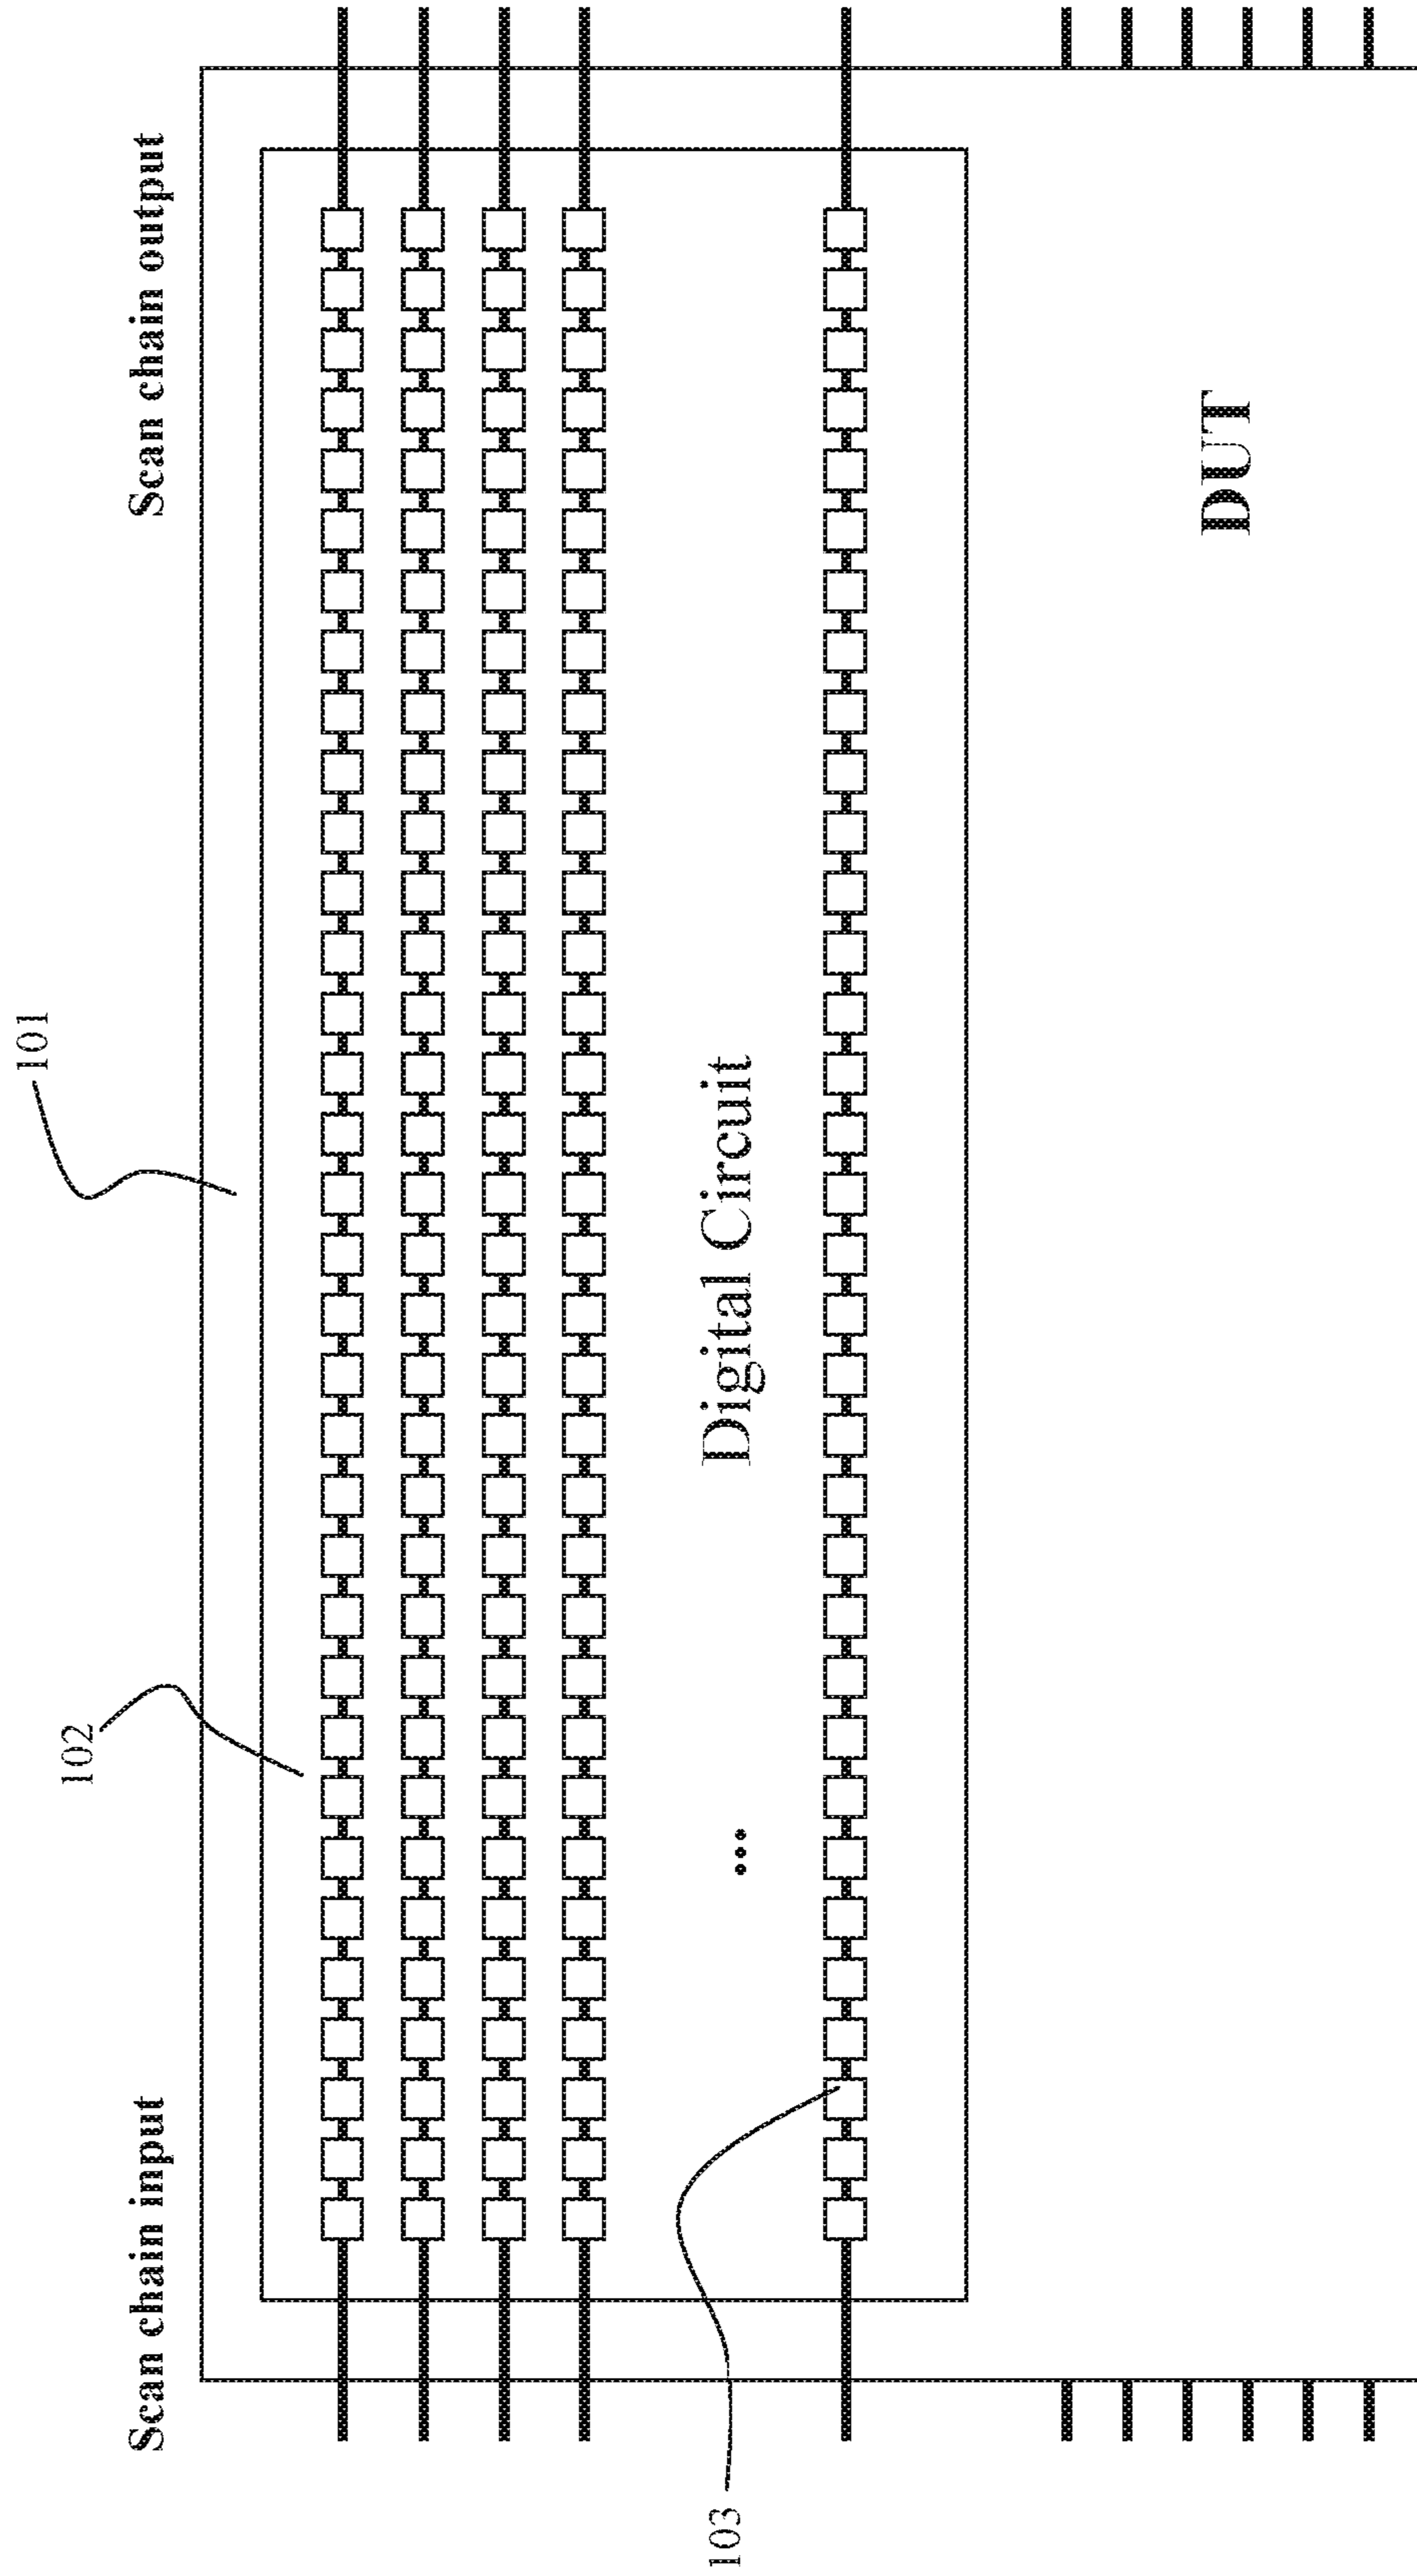 101
102
Scan chain input
Scan chain output
Digital Circuit
...
103
DUT